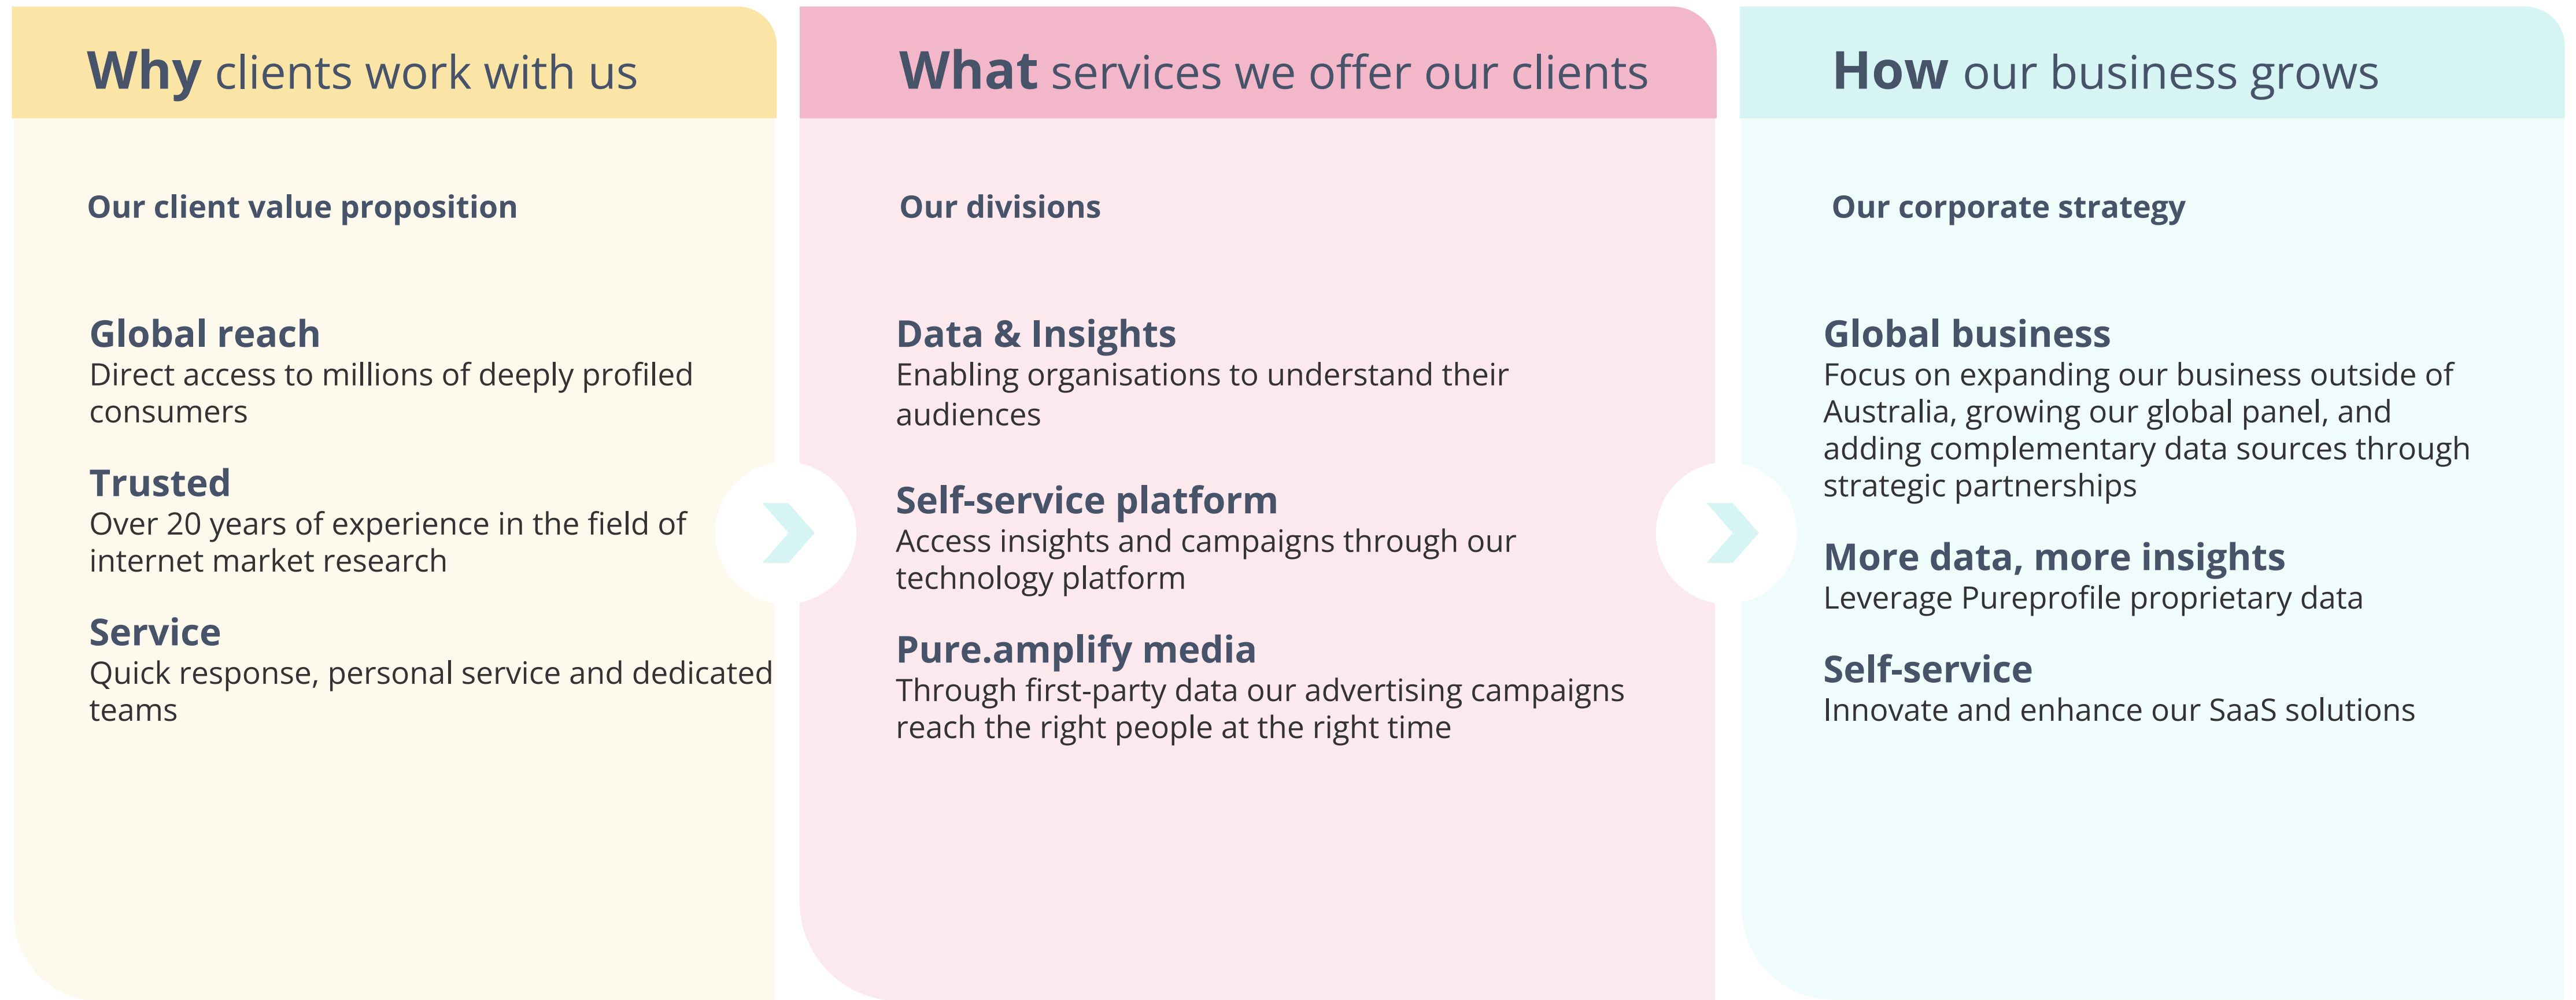 Why clients work with us
Our client value proposition
Global reach
Direct access to millions of deeply profiled
consumers
Trusted
Over 20 years of experience in the field of
internet market research
Service
Quick response, personal service and dedicated
teams
What services we offer our clients
Our divisions
Data & Insights
Enabling organisations to understand their
audiences
Self-service platform
Access insights and campaigns through our
technology platform
Pure.amplify media
Through first-party data our advertising campaigns
reach the right people at the right time
How our business grows
Our corporate strategy
Global business
Focus on expanding our business outside of
Australia, growing our global panel, and
adding complementary data sources through
strategic partnerships
More data, more insights
Leverage Pureprofile proprietary data
Self-service
Innovate and enhance our SaaS solutions